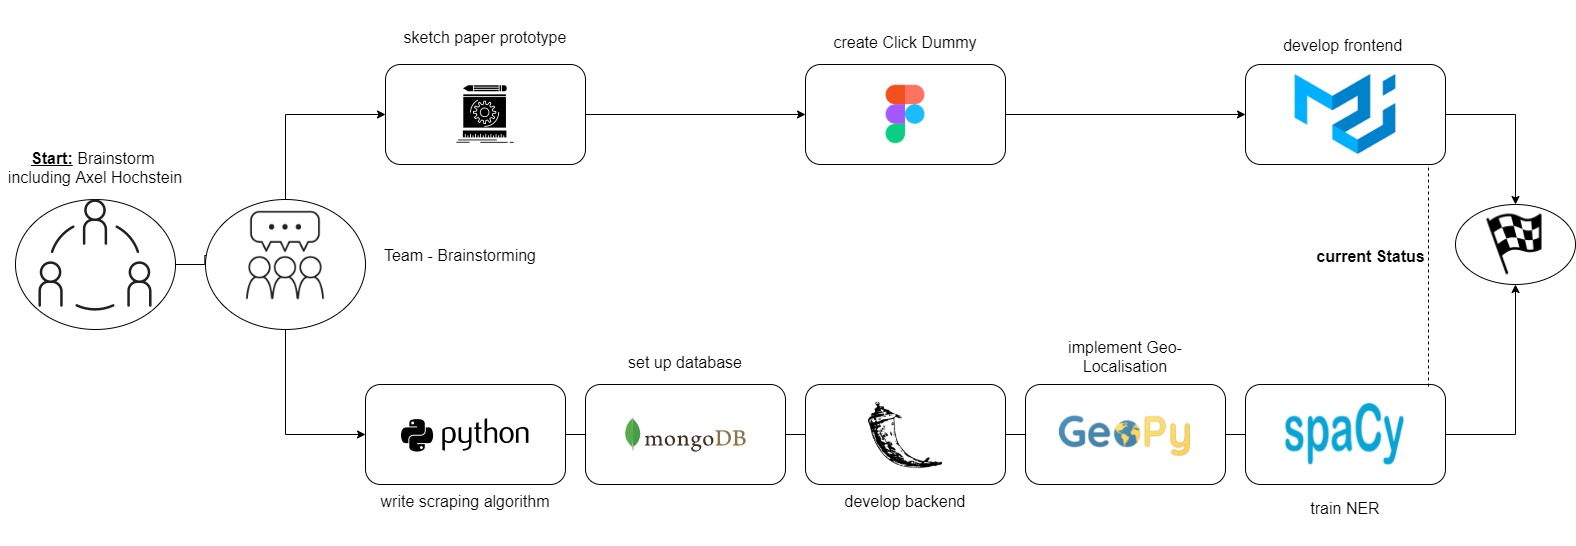 sketch paper prototype
create Click Dummy
develop frontend
Start: Brainstorm
including Axel Hochstein
Team - Brainstorming
current Status
set up database
implement Geo-
Localisation
python
mongoDB
GeoPy
spaCy
write scraping algorithm
develop backend
train NER